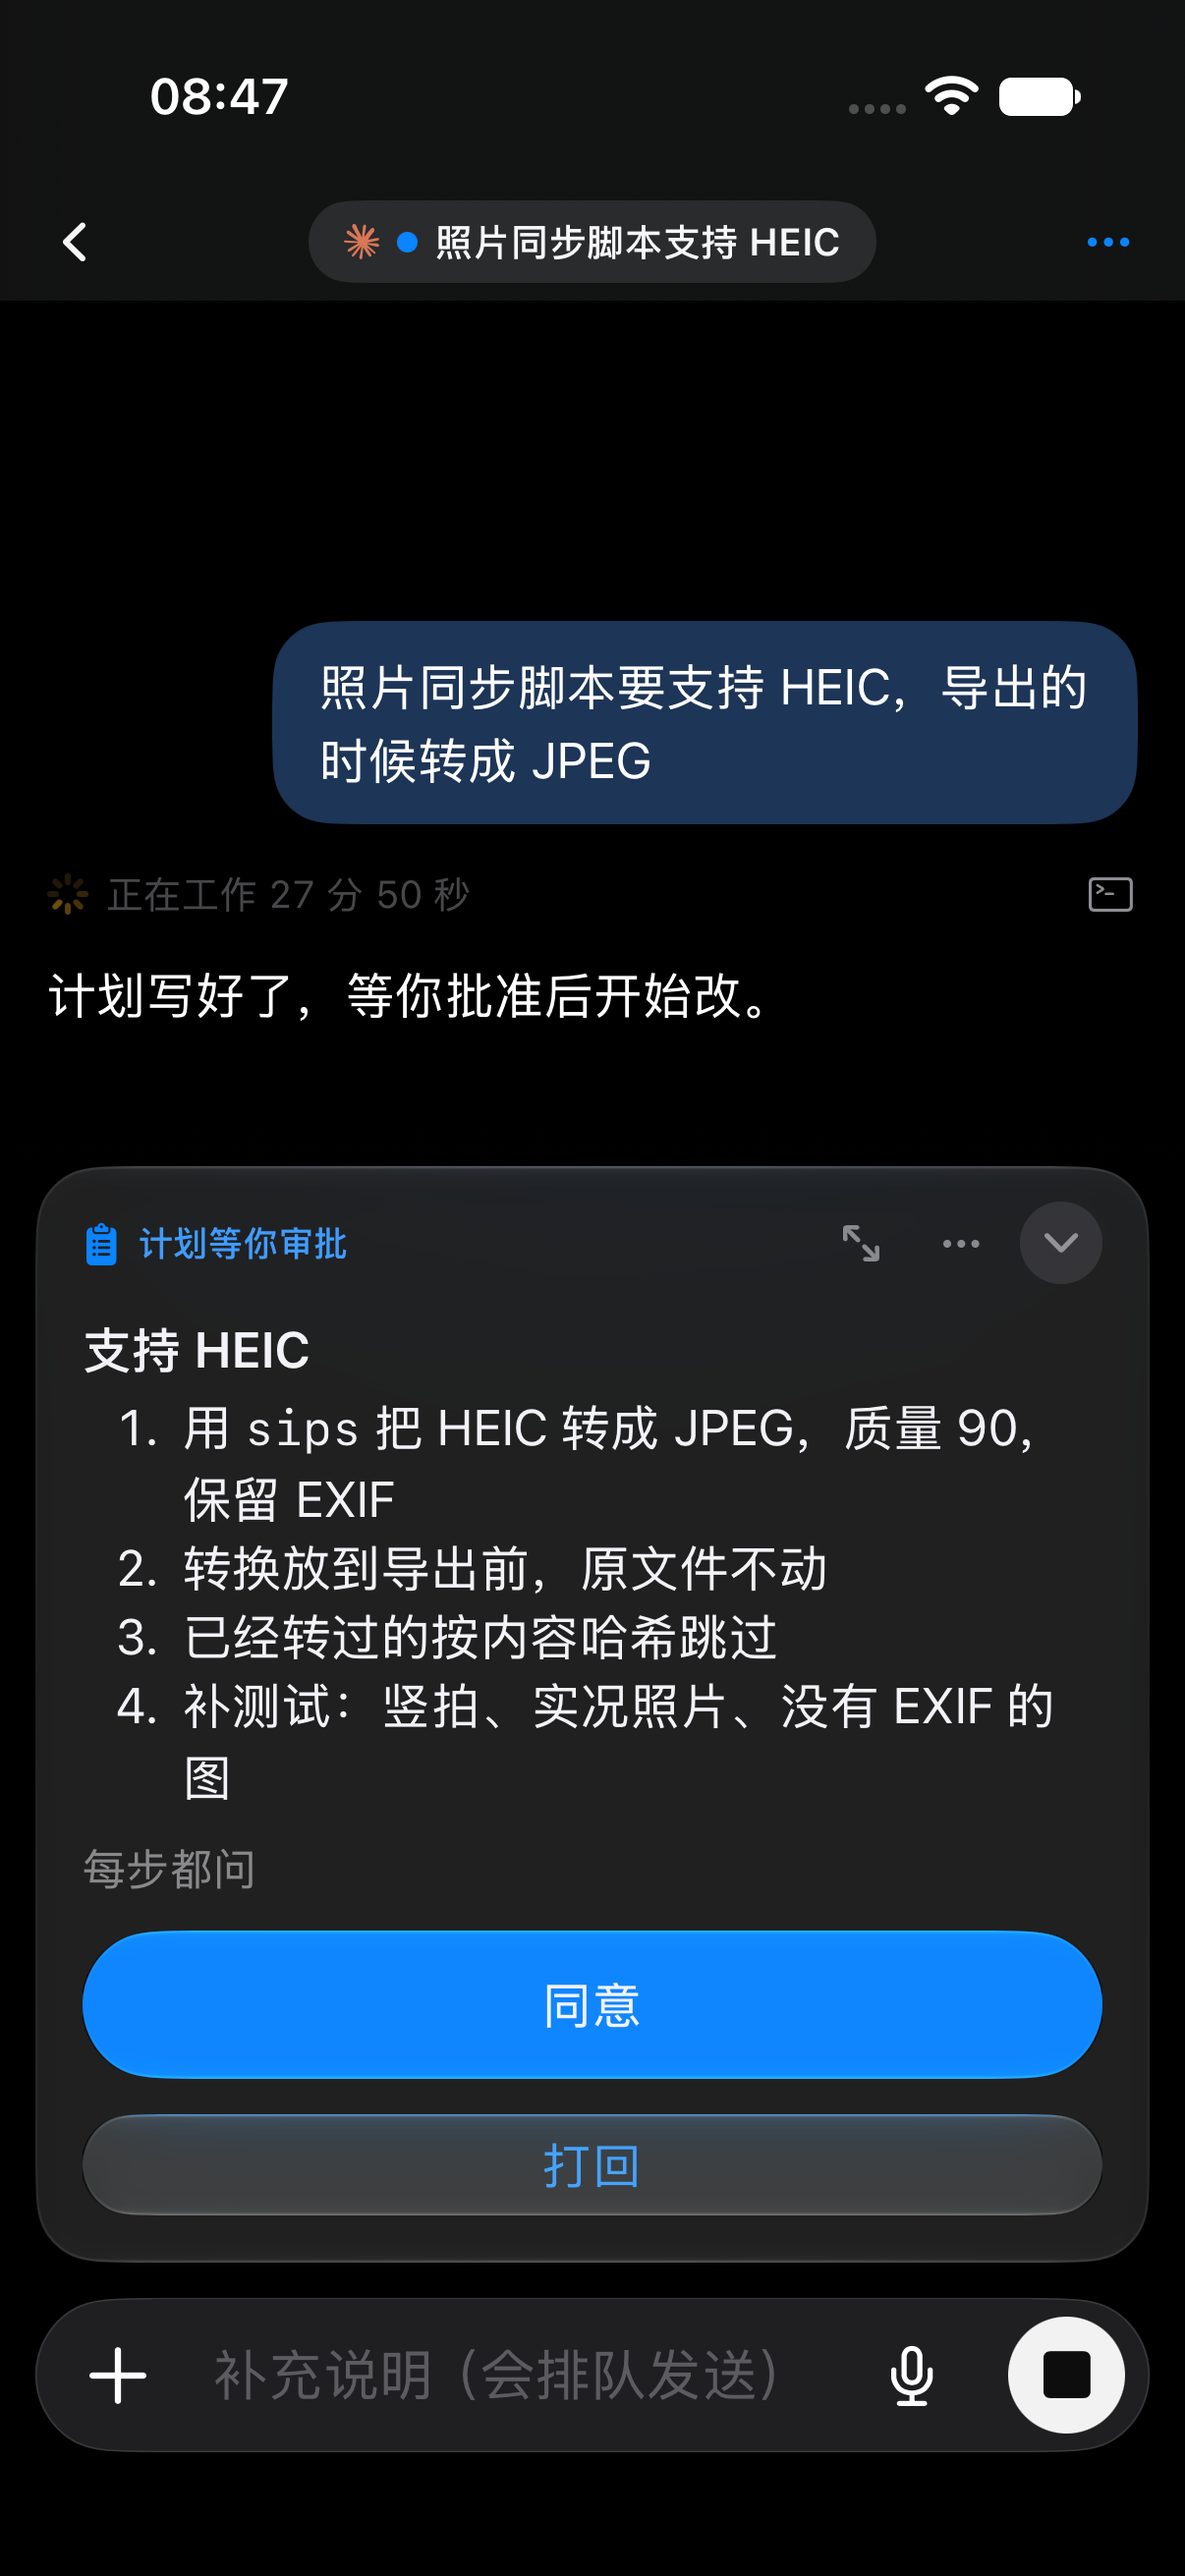 08:47
照片同步脚本支持 HEIC
照片同步脚本要支持 HEIC，导出的
时候转成 JPEG
正在工作 27 分 50 秒
计划写好了，等你批准后开始改。
计划等你审批
支持 HEIC
1. 用 sips 把 HEIC 转成 JPEG，质量 90，
保留 EXIF
2. 转换放到导出前，原文件不动
3. 已经转过的按内容哈希跳过
4. 补测试：竖拍、实况照片、没有 EXIF 的
图
每步都问
同意
打回
补充说明（会排队发送）